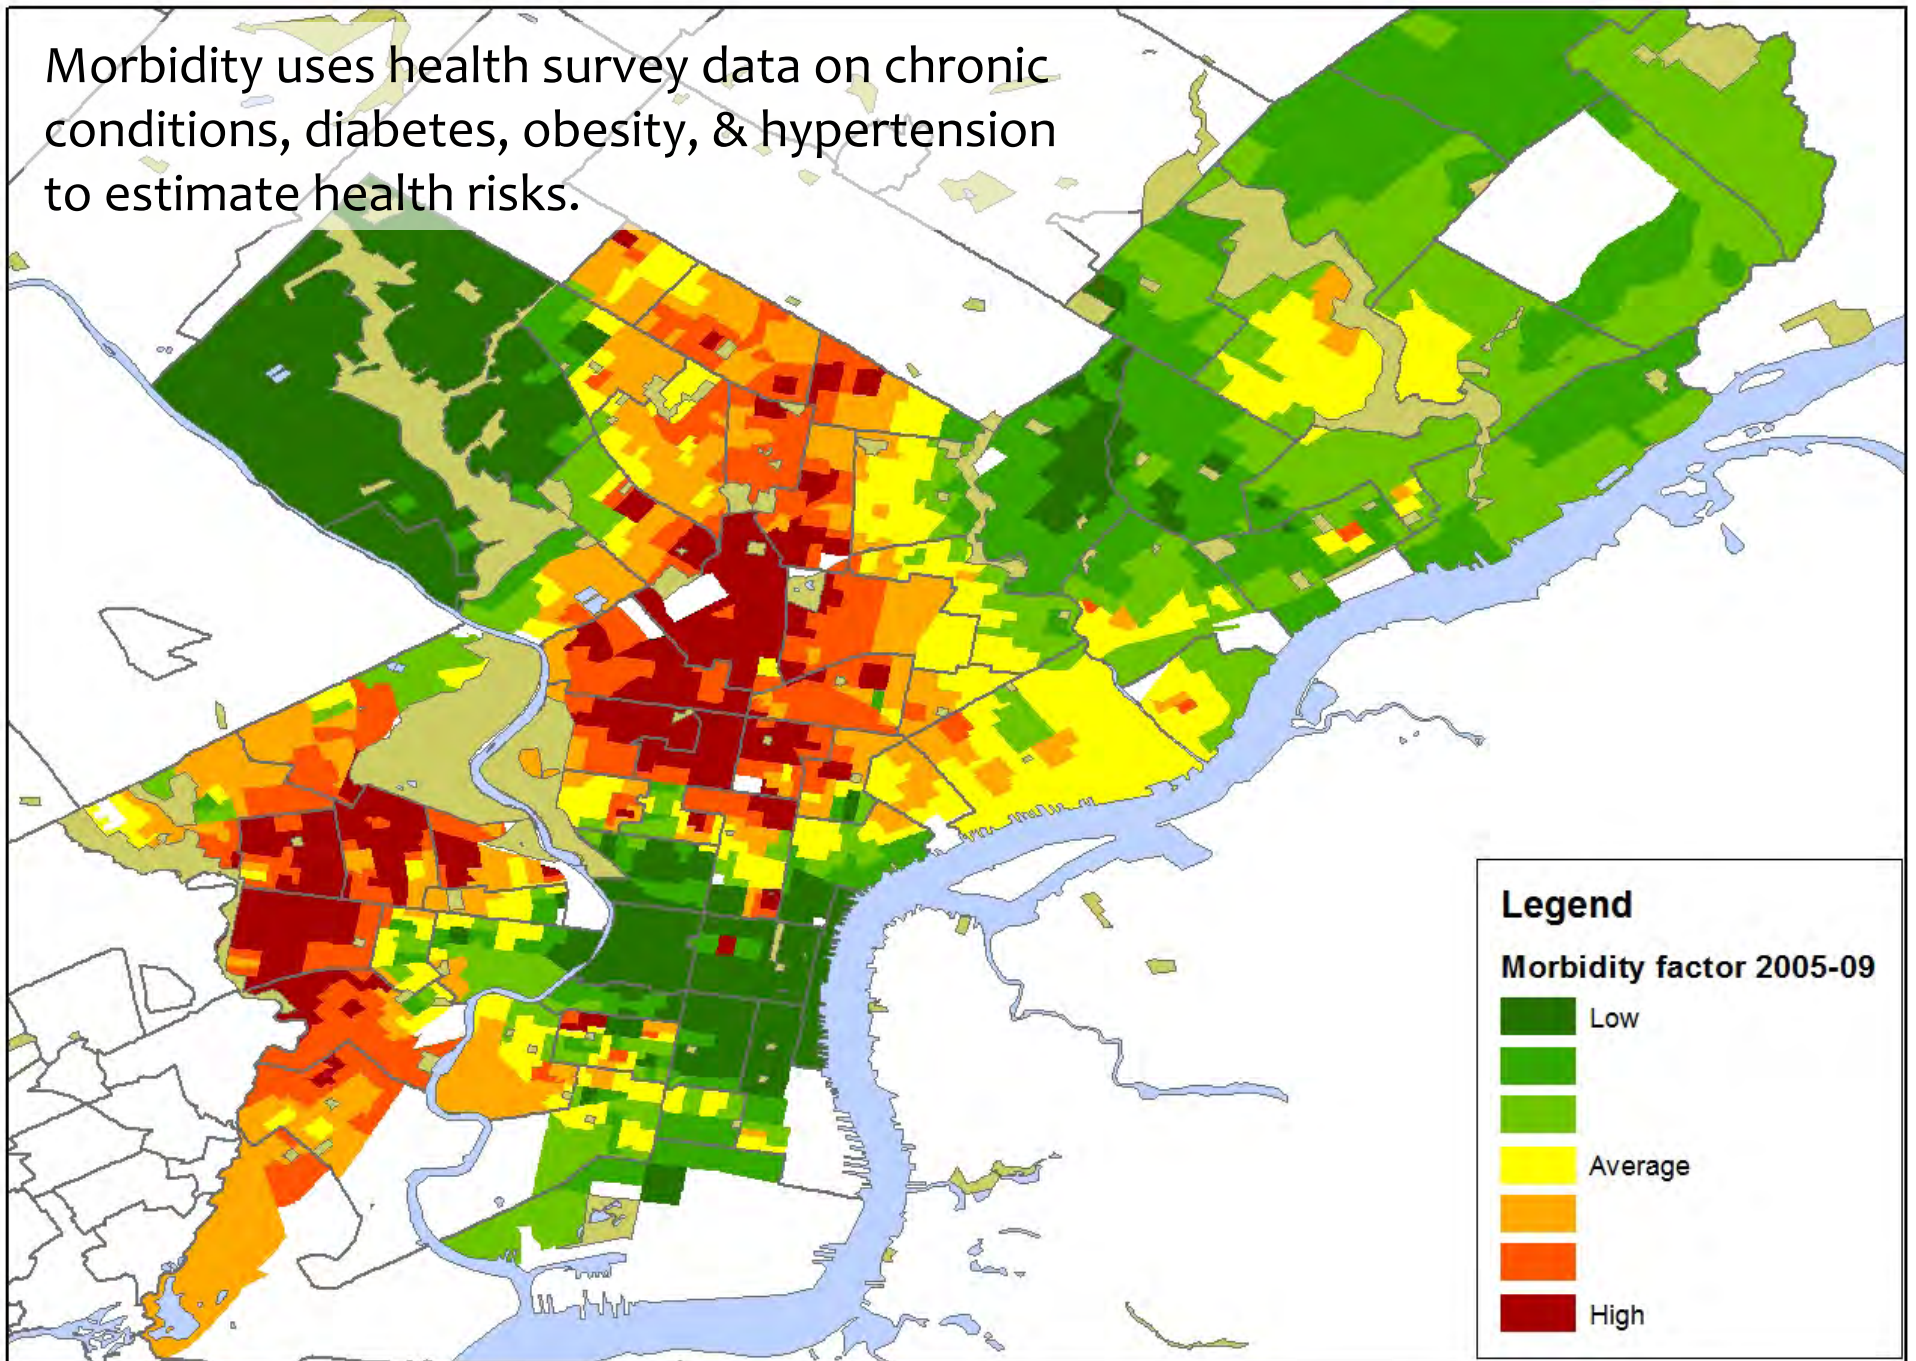 Morbidity uses health survey data on chronic
conditions, diabetes, obesity, & hypertension
to estimate health risks.
Legend
Morbidity factor 2005-09
Low
Average
High